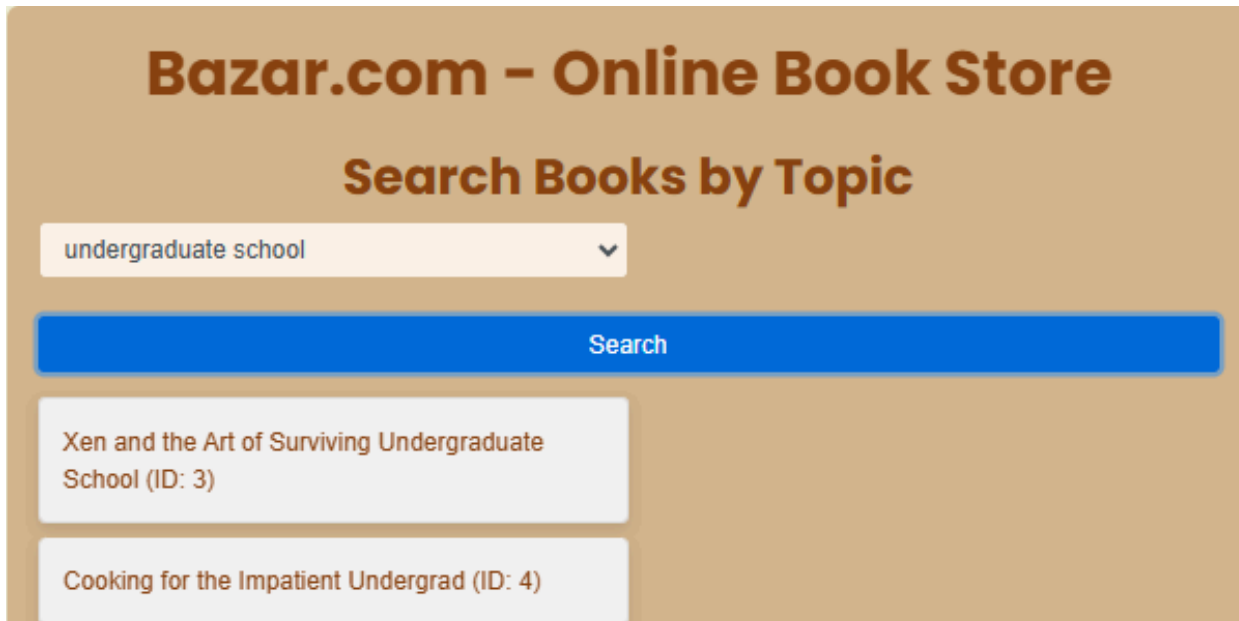 Bazar.com - Online Book Store
Search Books by Topic
undergraduate school
Search
Xen and the Art of Surviving Undergraduate
School (ID: 3)
Cooking for the Impatient Undergrad (ID: 4)